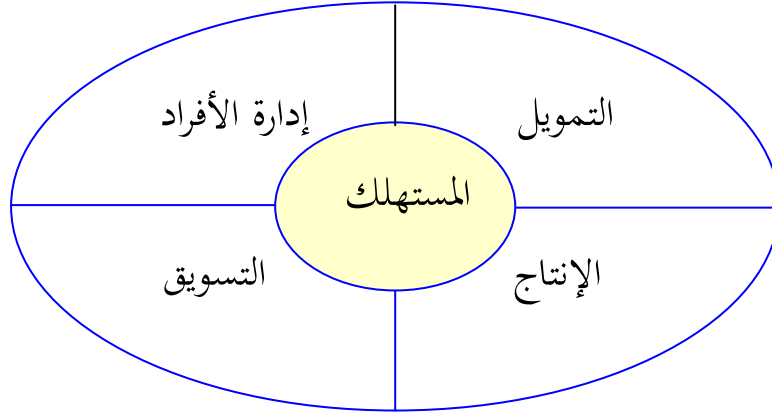 التمويل
إدارة الأفراد
المستهلك
الإنتاج
التسويق